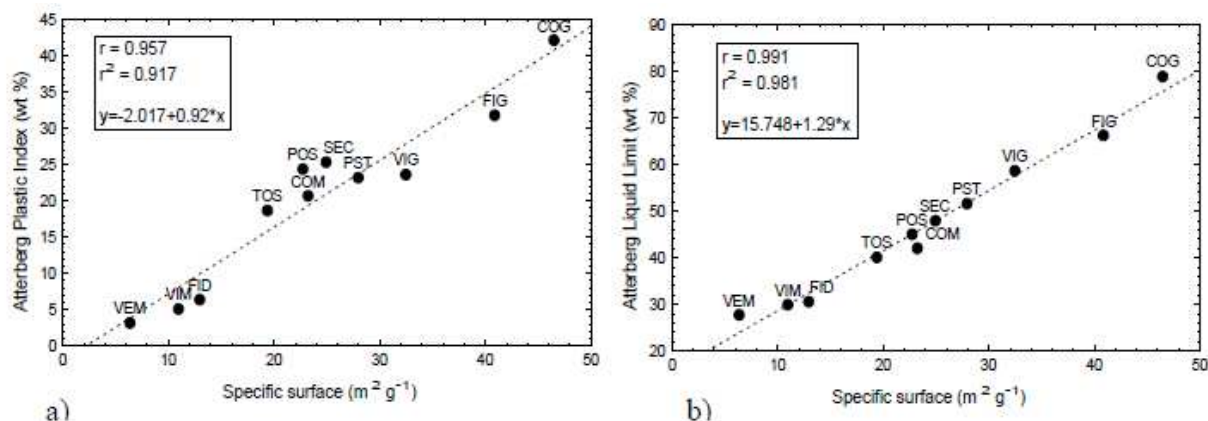 45
40
35
30
25
20
15
10
5
0
Atterberg Plastic Index (wt %)
r = 0.957
r² = 0.917
y=-2.017+0.92*x
COG
FIG
POS SEC
COM PST VIG
TOS
VEM VIM FID
0 10 20 30 40 50
Specific surface (m² g⁻¹)
a)
90
80
70
60
50
40
30
20
Atterberg Liquid Limit (wt %)
r = 0.991
r² = 0.981
y=15.748+1.29*x
COG
FIG
VIG
PST
SEC
POS
COM
TOS
VEM VIM FID
0 10 20 30 40 50
Specific surface (m² g⁻¹)
b)